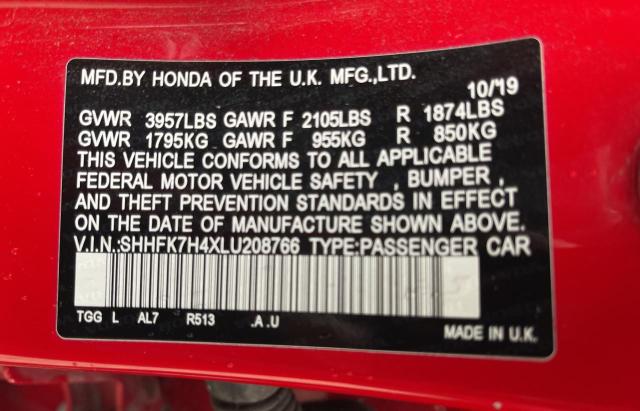 MFD.BY HONDA OF THE U.K. MFG.,LTD.
10/'19
GVWR 3957LBS GAWR F 2105LBS R 1874LBS
GVWR 1795KG GAWR F 955KG R 850KG
THIS VEHICLE CONFORMS TO ALL APPLICABLE
FEDERAL MOTOR VEHICLE SAFETY , BUMPER ,
AND THEFT PREVENTION STANDARDS IN EFFECT
ON THE DATE OF MANUFACTURE SHOWN ABOVE.
V.I.N.:SHHFK7H4XLU208766 TYPE:PASSENGER CAR
TGG L AL7 R513 .A .U
MADE IN U.K.